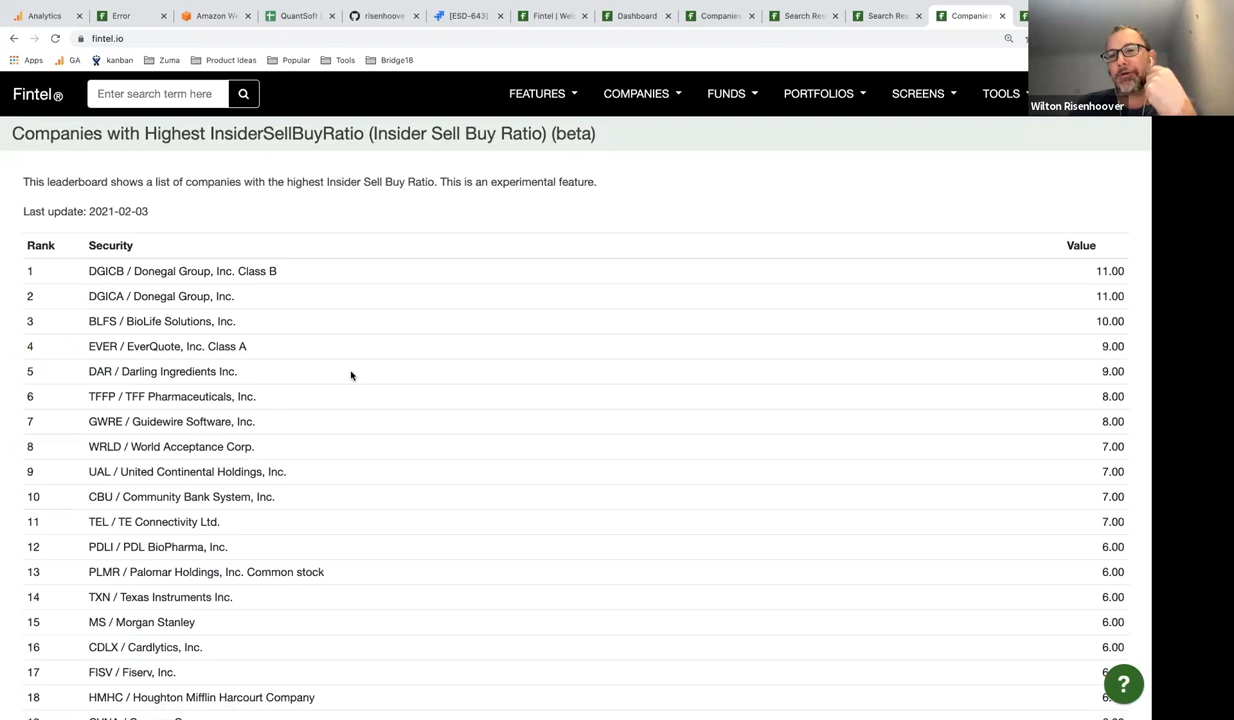 Analytics
Error
Amazon We
QuantSoft
risenhoove
[ESD-643]
Fintel | Wel
Dashboard
Companies
Search Res
Search Res
Companies
fintel.io
Apps
GA
kanban
Zuma
Product Ideas
Popular
Tools
Bridge18
Wilton Risenhoover
Fintel®
Enter search term here
FEATURES
COMPANIES
FUNDS
PORTFOLIOS
SCREENS
TOOLS
Companies with Highest InsiderSellBuyRatio (Insider Sell Buy Ratio) (beta)
This leaderboard shows a list of companies with the highest Insider Sell Buy Ratio. This is an experimental feature.
Last update: 2021-02-03
Rank Security Value
1 DGICB / Donegal Group, Inc. Class B 11.00
2 DGICA / Donegal Group, Inc. 11.00
3 BLFS / BioLife Solutions, Inc. 10.00
4 EVER / EverQuote, Inc. Class A 9.00
5 DAR / Darling Ingredients Inc. 9.00
6 TFFP / TFF Pharmaceuticals, Inc. 8.00
7 GWRE / Guidewire Software, Inc. 8.00
8 WRLD / World Acceptance Corp. 7.00
9 UAL / United Continental Holdings, Inc. 7.00
10 CBU / Community Bank System, Inc. 7.00
11 TEL / TE Connectivity Ltd. 7.00
12 PDLI / PDL BioPharma, Inc. 6.00
13 PLMR / Palomar Holdings, Inc. Common stock 6.00
14 TXN / Texas Instruments Inc. 6.00
15 MS / Morgan Stanley 6.00
16 CDLX / Cardlytics, Inc. 6.00
17 FISV / Fiserv, Inc.
18 HMHC / Houghton Mifflin Harcourt Company
?